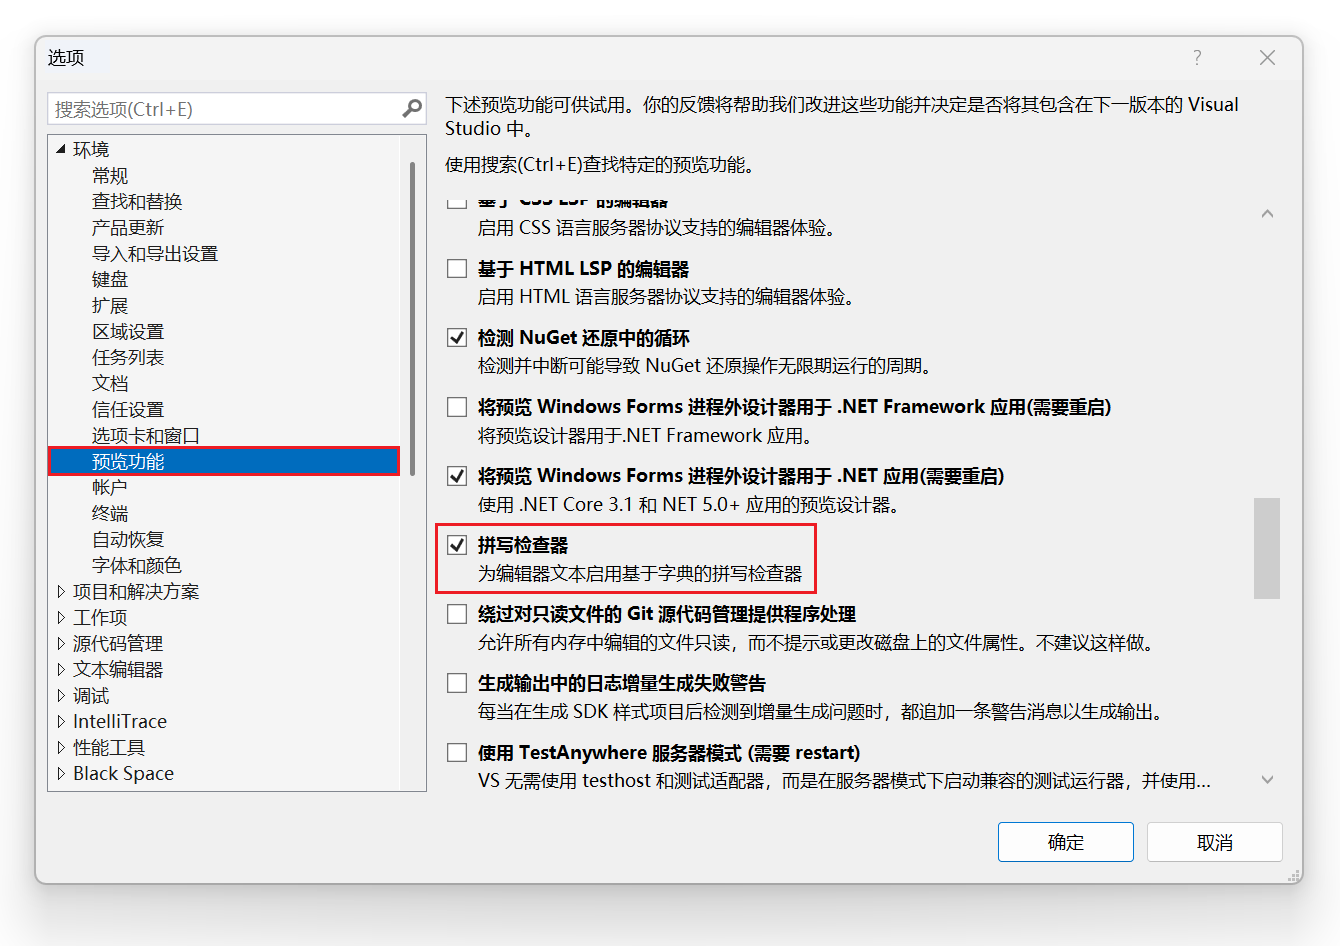 选项
搜索选项(Ctrl+E)
环境
常规
查找和替换
产品更新
导入和导出设置
键盘
扩展
区域设置
任务列表
文档
信任设置
选项卡和窗口
预览功能
帐户
终端
自动恢复
字体和颜色
项目和解决方案
工作项
源代码管理
文本编辑器
调试
IntelliTrace
性能工具
Black Space
下述预览功能可供试用。你的反馈将帮助我们改进这些功能并决定是否将其包含在下一版本的 Visual
Studio 中。
使用搜索(Ctrl+E)查找特定的预览功能。
基于 CSS LSP 的编辑器
启用 CSS 语言服务器协议支持的编辑器体验。
基于 HTML LSP 的编辑器
启用 HTML 语言服务器协议支持的编辑器体验。
检测 NuGet 还原中的循环
检测并中断可能导致 NuGet 还原操作无限期运行的周期。
将预览 Windows Forms 进程外设计器用于 .NET Framework 应用(需要重启)
将预览设计器用于.NET Framework 应用。
将预览 Windows Forms 进程外设计器用于 .NET 应用(需要重启)
使用 .NET Core 3.1 和 NET 5.0+ 应用的预览设计器。
拼写检查器
为编辑器文本启用基于字典的拼写检查器
绕过对只读文件的 Git 源代码管理提供程序处理
允许所有内存中编辑的文件只读，而不提示或更改磁盘上的文件属性。不建议这样做。
生成输出中的日志增量生成失败警告
每当在生成 SDK 样式项目后检测到增量生成问题时，都追加一条警告消息以生成输出。
使用 TestAnywhere 服务器模式 (需要 restart)
VS 无需使用 testhost 和测试适配器，而是在服务器模式下启动兼容的测试运行器，并使用...
确定
取消